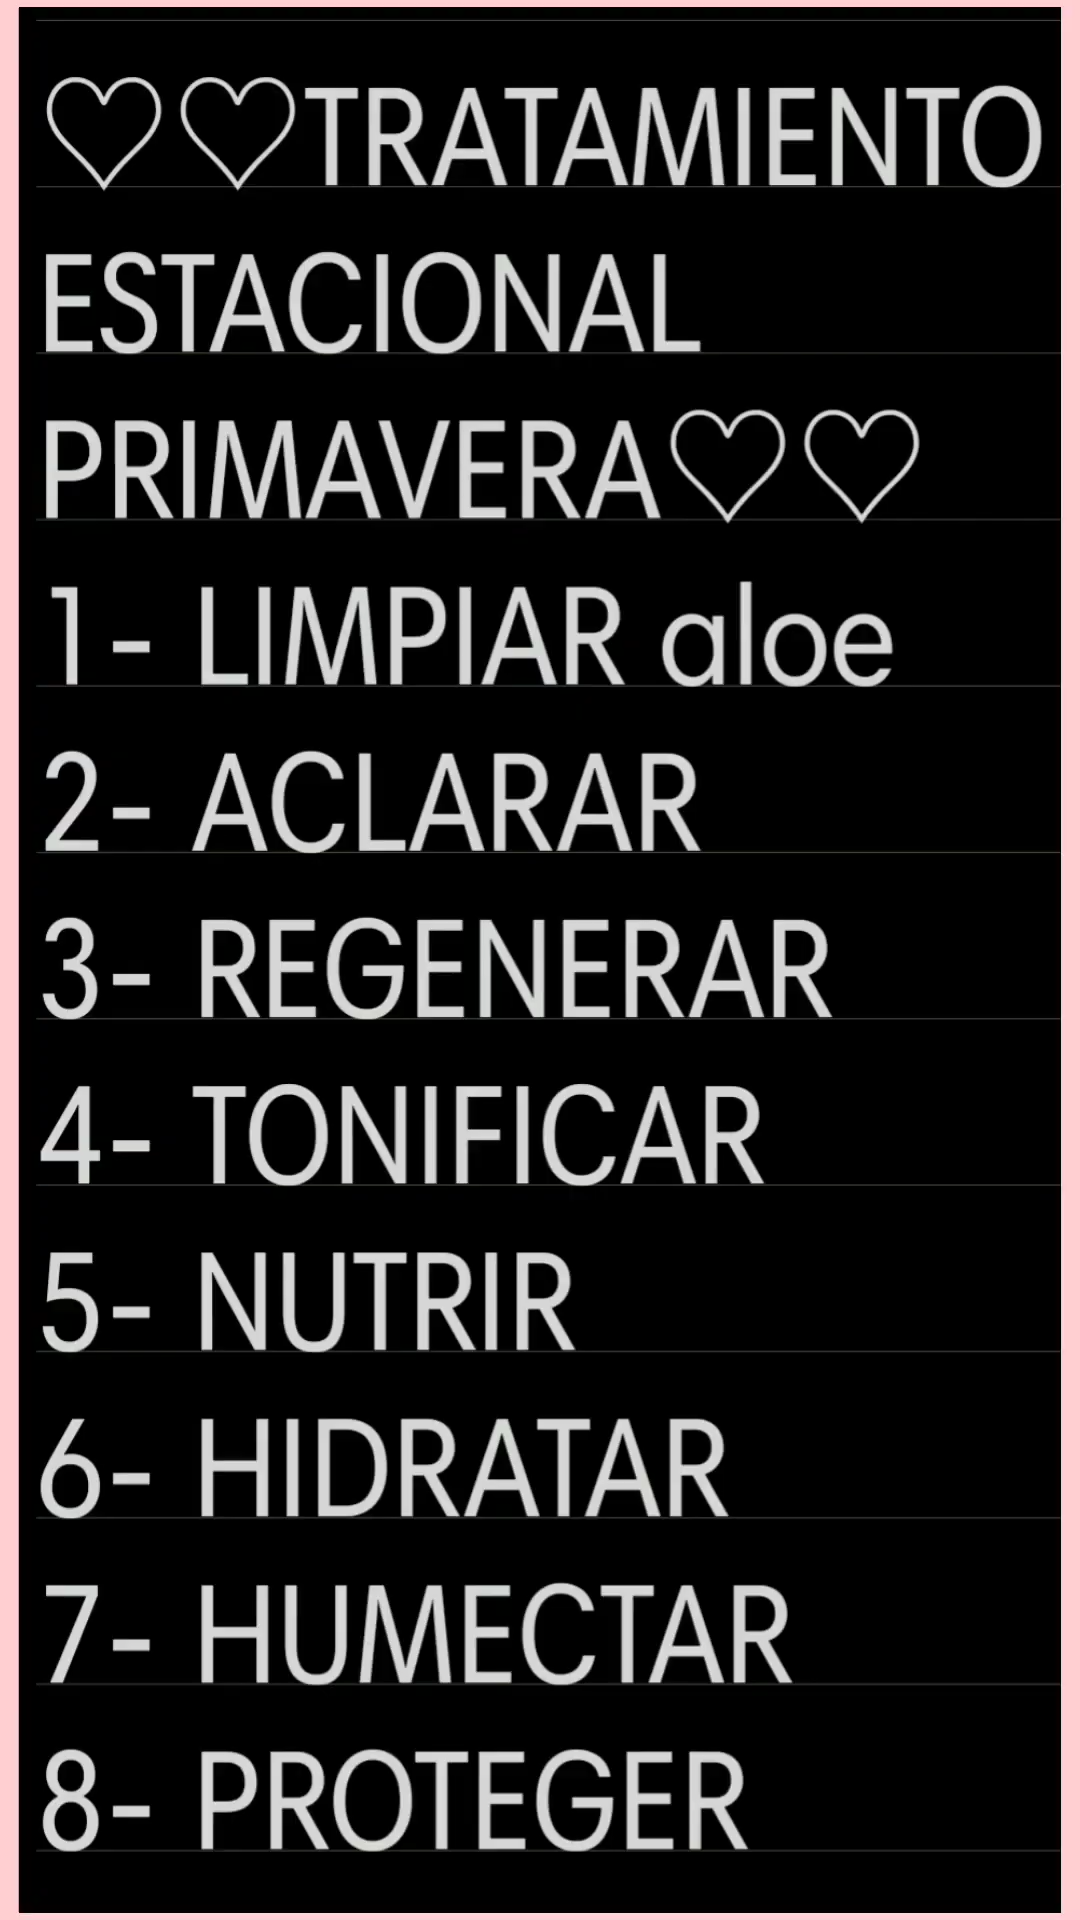 ♡♡TRATAMIENTO
ESTACIONAL
PRIMAVERA♡♡
1- LIMPIAR aloe
2- ACLARAR
3- REGENERAR
4- TONIFICAR
5- NUTRIR
6- HIDRATAR
7- HUMECTAR
8- PROTEGER